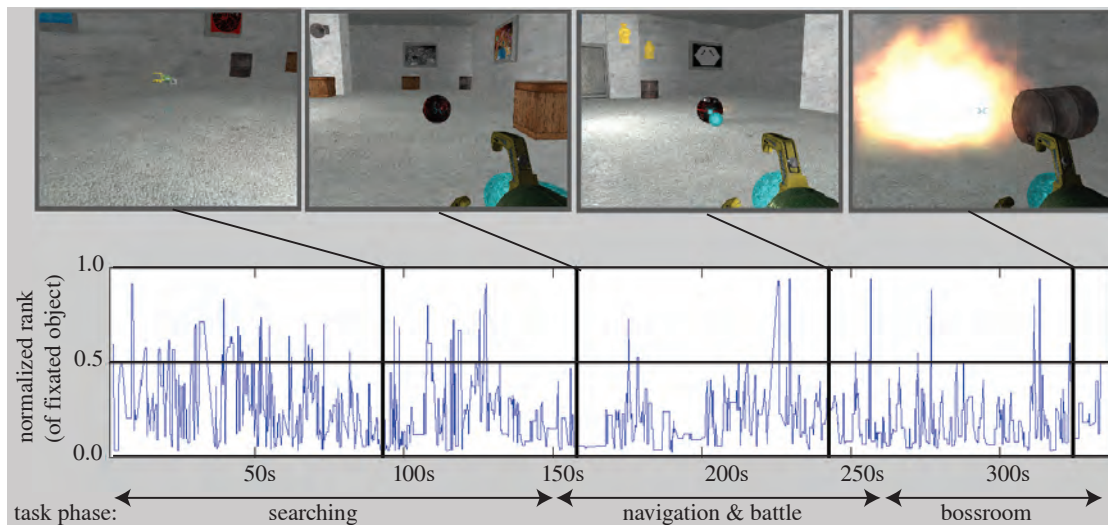 1.0
0.5
0.0
normalized rank
(of fixated object)
50s
100s
150s
200s
250s
300s
task phase:
searching
navigation & battle
bossroom